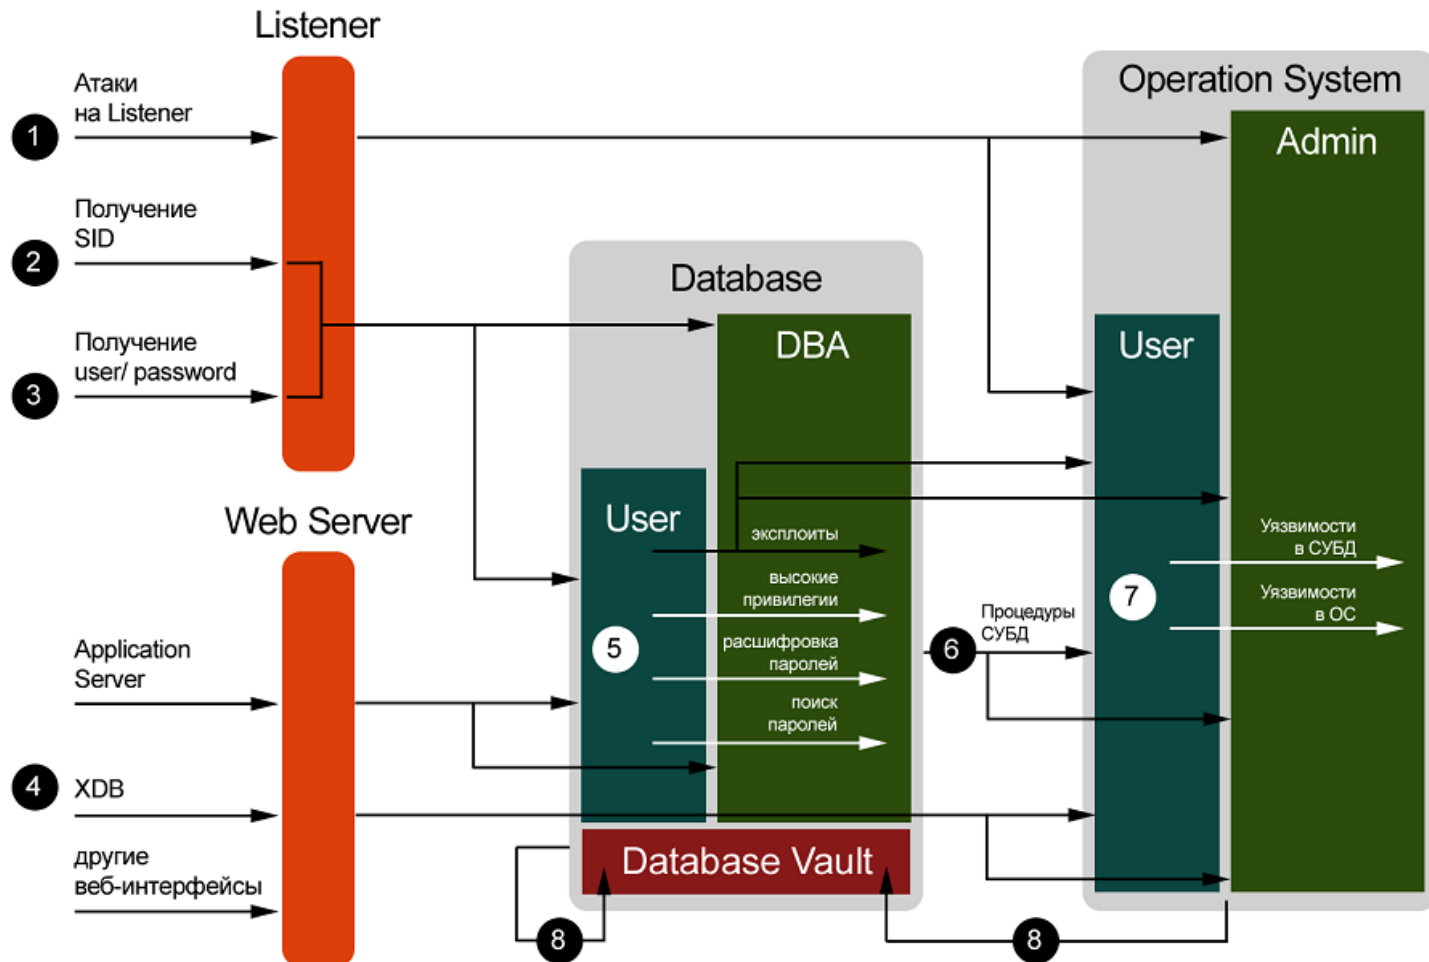 Listener
Атаки
на Listener
1
Получение
SID
2
Получение
user/ password
3
Web Server
Application
Server
4
XDB
другие
веб-интерфейсы
Database
DBA
User
эксплоиты
высокие
привилегии
5
расшифровка
паролей
поиск
паролей
Database Vault
8
6
Процедуры
СУБД
Operation System
Admin
User
7
Уязвимости
в СУБД
Уязвимости
в ОС
8